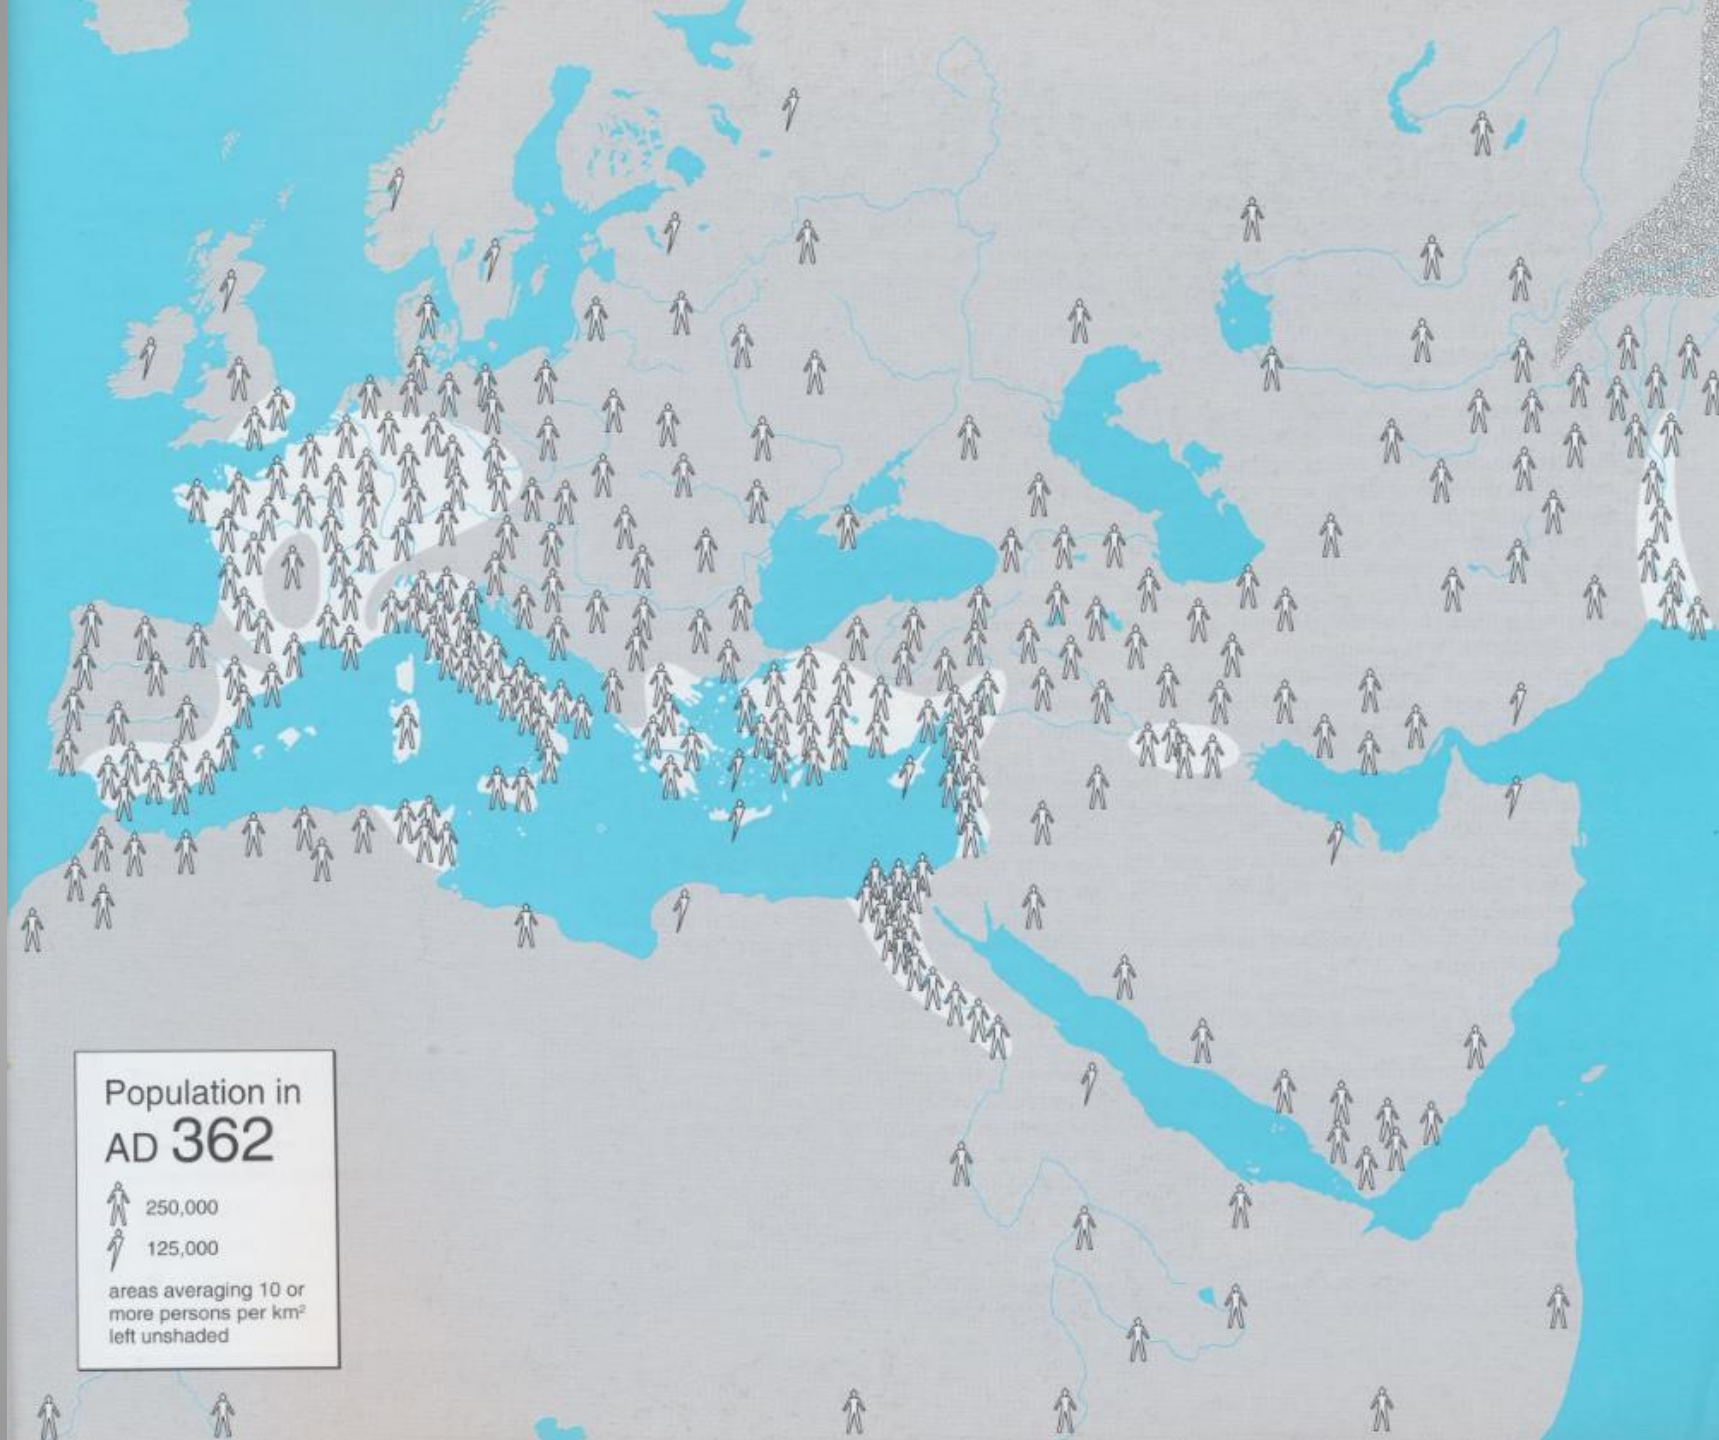 Population in
AD 362
250,000
125,000
areas averaging 10 or
more persons per km²
left unshaded